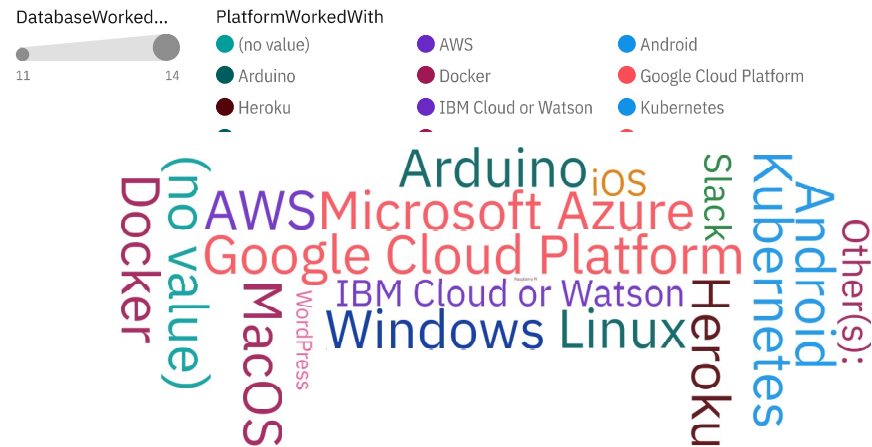 DatabaseWorked... PlatformWorkedWith
11 14
(no value) AWS Android
Arduino Docker Google Cloud Platform
Heroku IBM Cloud or Watson Kubernetes
Arduino
iOS
Slack
Kubernetes
Android
Docker
(no value)
AWS
Microsoft Azure
Google Cloud Platform
Other(s):
Raspberry Pi
MacOS
WordPress
IBM Cloud or Watson
Heroku
Windows
Linux